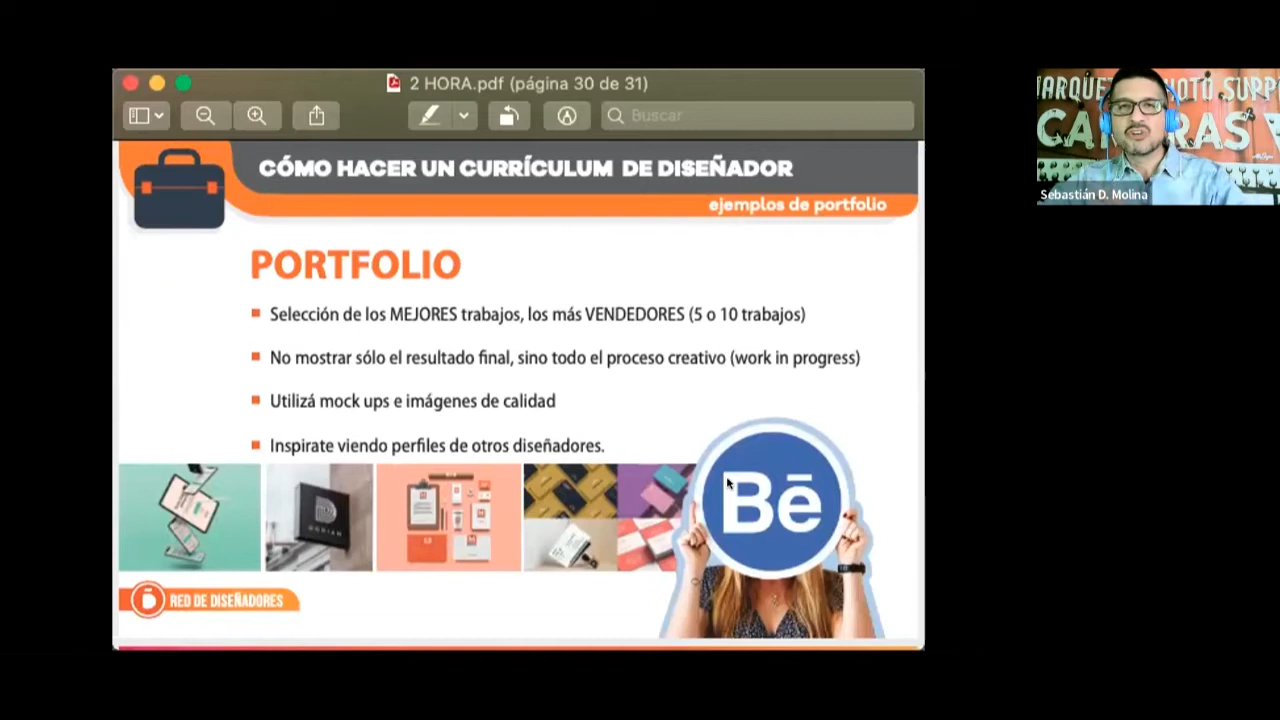 2 HORA.pdf (página 30 de 31)
Buscar
CÓMO HACER UN CURRÍCULUM DE DISEÑADOR
ejemplos de portfolio
PORTFOLIO
Selección de los MEJORES trabajos, los más VENDEDORES (5 o 10 trabajos)
No mostrar sólo el resultado final, sino todo el proceso creativo (work in progress)
Utilizá mock ups e imágenes de calidad
Inspirate viendo perfiles de otros diseñadores.
Bē
RED DE DISEÑADORES
Sebastián D. Molina